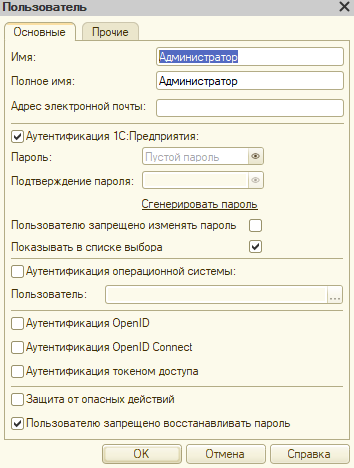 Пользователь
Основные Прочие
Имя: Администратор
Полное имя: Администратор
Адрес электронной почты:
Аутентификация 1С:Предприятия:
Пароль: Пустой пароль
Подтверждение пароля:
Сгенерировать пароль
Пользователю запрещено изменять пароль
Показывать в списке выбора
Аутентификация операционной системы:
Пользователь: ...
Аутентификация OpenID
Аутентификация OpenID Connect
Аутентификация токеном доступа
Защита от опасных действий
Пользователю запрещено восстанавливать пароль
OK Отмена Справка